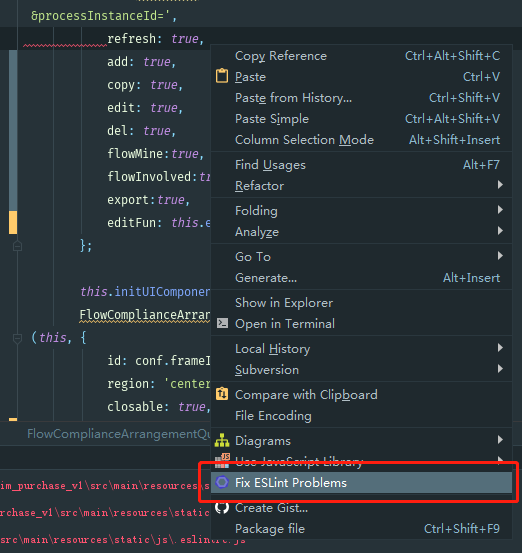 &processInstanceId=',
refresh: true,
add: true,
copy: true,
edit: true,
del: true,
flowMine:true,
flowInvolved:t
export:true,
editFun: this.e
};
this.initUIComponen
FlowComplianceArran
(this, {
id: conf.frameI
region: 'center
closable: true,
FlowComplianceArrangementQu
Copy Reference Ctrl+Alt+Shift+C
Paste Ctrl+V
Paste from History... Ctrl+Shift+V
Paste Simple Ctrl+Alt+Shift+V
Column Selection Mode Alt+Shift+Insert
Find Usages Alt+F7
Refactor
Folding
Analyze
Go To
Generate... Alt+Insert
Show in Explorer
Open in Terminal
Local History
Subversion
Compare with Clipboard
File Encoding
Diagrams
Use JavaScript Library
Fix ESLint Problems
Create Gist...
Package file Ctrl+Shift+F9
im_purchase_v1\src\main\resources\s
rchase_v1\src\main\resources\static
src\main\resources\static\js\.eslintrc.js